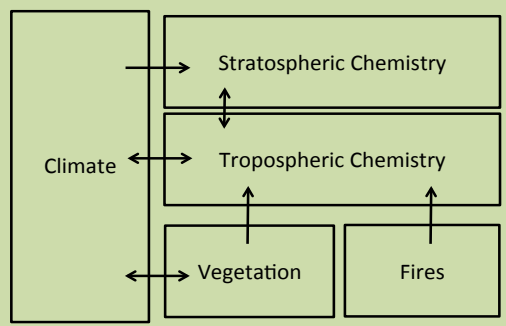 Stratospheric Chemistry
Climate
Tropospheric Chemistry
Vegetation
Fires